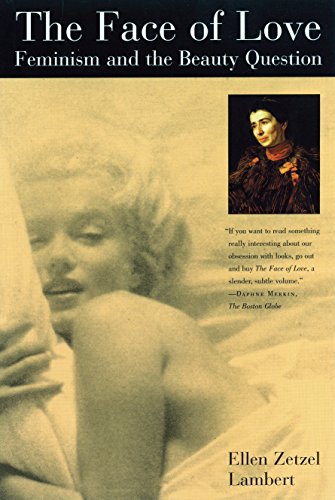 The Face of Love
Feminism and the Beauty Question
"If you want to read something
really interesting about our
obsession with looks, go out
and buy The Face of Love, a
slender, subtle volume."
—Daphne Merkin,
The Boston Globe
Ellen Zetzel
Lambert